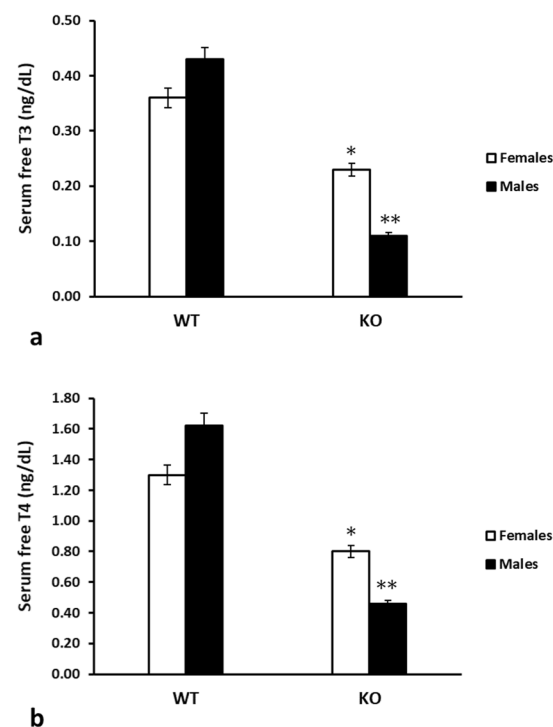 Serum free T3 (ng/dL)
0.50
0.40
0.30
0.20
0.10
0.00
*
**
WT
KO
Females
Males
a
Serum free T4 (ng/dL)
1.80
1.60
1.40
1.20
1.00
0.80
0.60
0.40
0.20
0.00
*
**
WT
KO
Females
Males
b